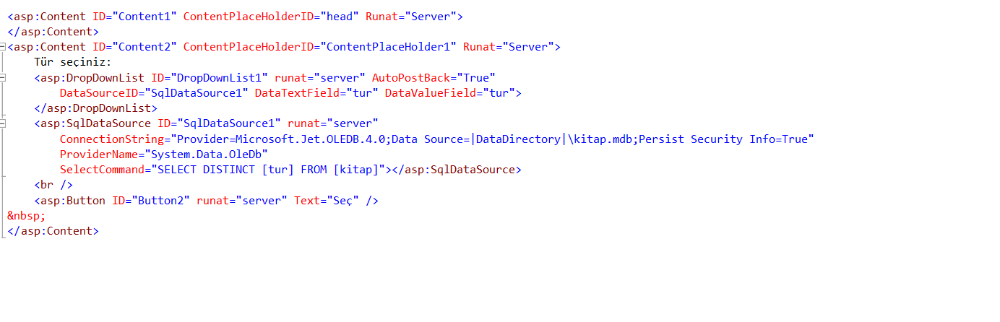 <asp:Content ID="Content1" ContentPlaceHolderID="head" Runat="Server">
</asp:Content>
<asp:Content ID="Content2" ContentPlaceHolderID="ContentPlaceHolder1" Runat="Server">
Tür seçiniz:
<asp:DropDownList ID="DropDownList1" runat="server" AutoPostBack="True"
DataSourceID="SqlDataSource1" DataTextField="tur" DataValueField="tur">
</asp:DropDownList>
<asp:SqlDataSource ID="SqlDataSource1" runat="server"
ConnectionString="Provider=Microsoft.Jet.OLEDB.4.0;Data Source=|DataDirectory|\kitap.mdb;Persist Security Info=True"
ProviderName="System.Data.OleDb"
SelectCommand="SELECT DISTINCT [tur] FROM [kitap]"></asp:SqlDataSource>
<br />
<asp:Button ID="Button2" runat="server" Text="Seç" />
&nbsp;
</asp:Content>